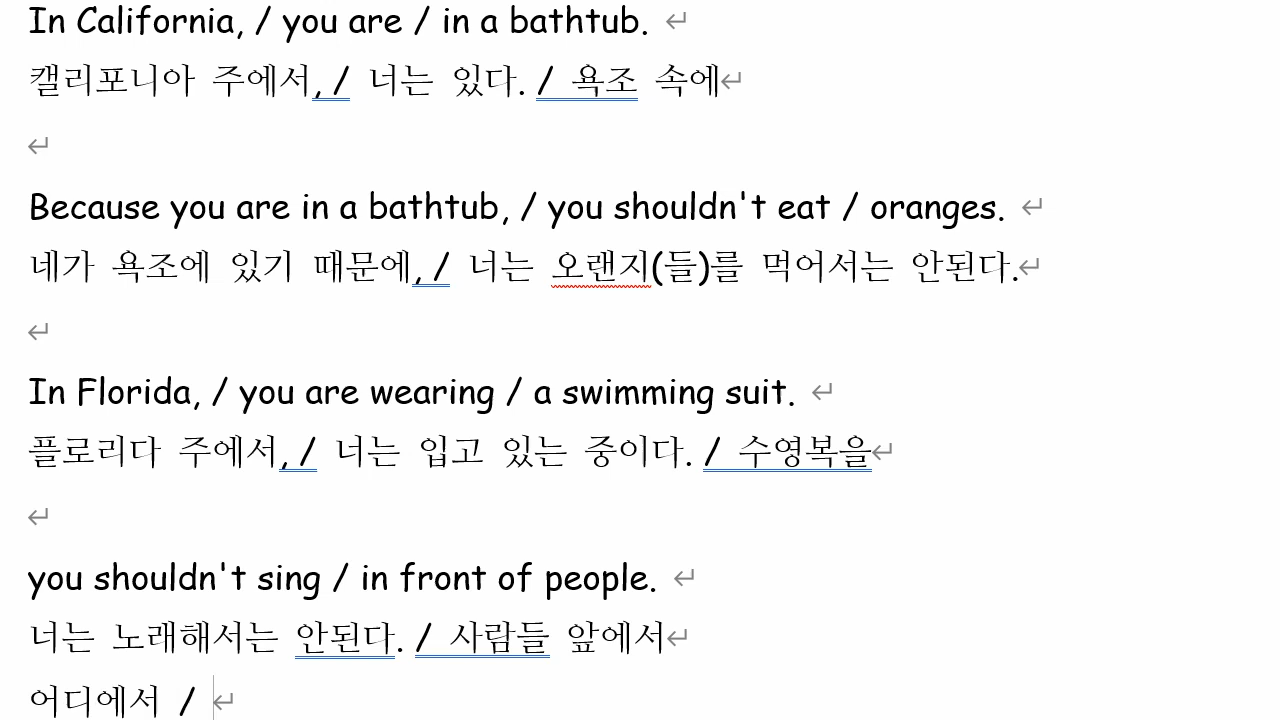 In California, / you are / in a bathtub.
캘리포니아 주에서, / 너는 있다. / 욕조 속에
Because you are in a bathtub, / you shouldn't eat / oranges.
네가 욕조에 있기 때문에, / 너는 오랜지(들)를 먹어서는 안된다.
In Florida, / you are wearing / a swimming suit.
플로리다 주에서, / 너는 입고 있는 중이다. / 수영복을
you shouldn't sing / in front of people.
너는 노래해서는 안된다. / 사람들 앞에서
어디에서 /